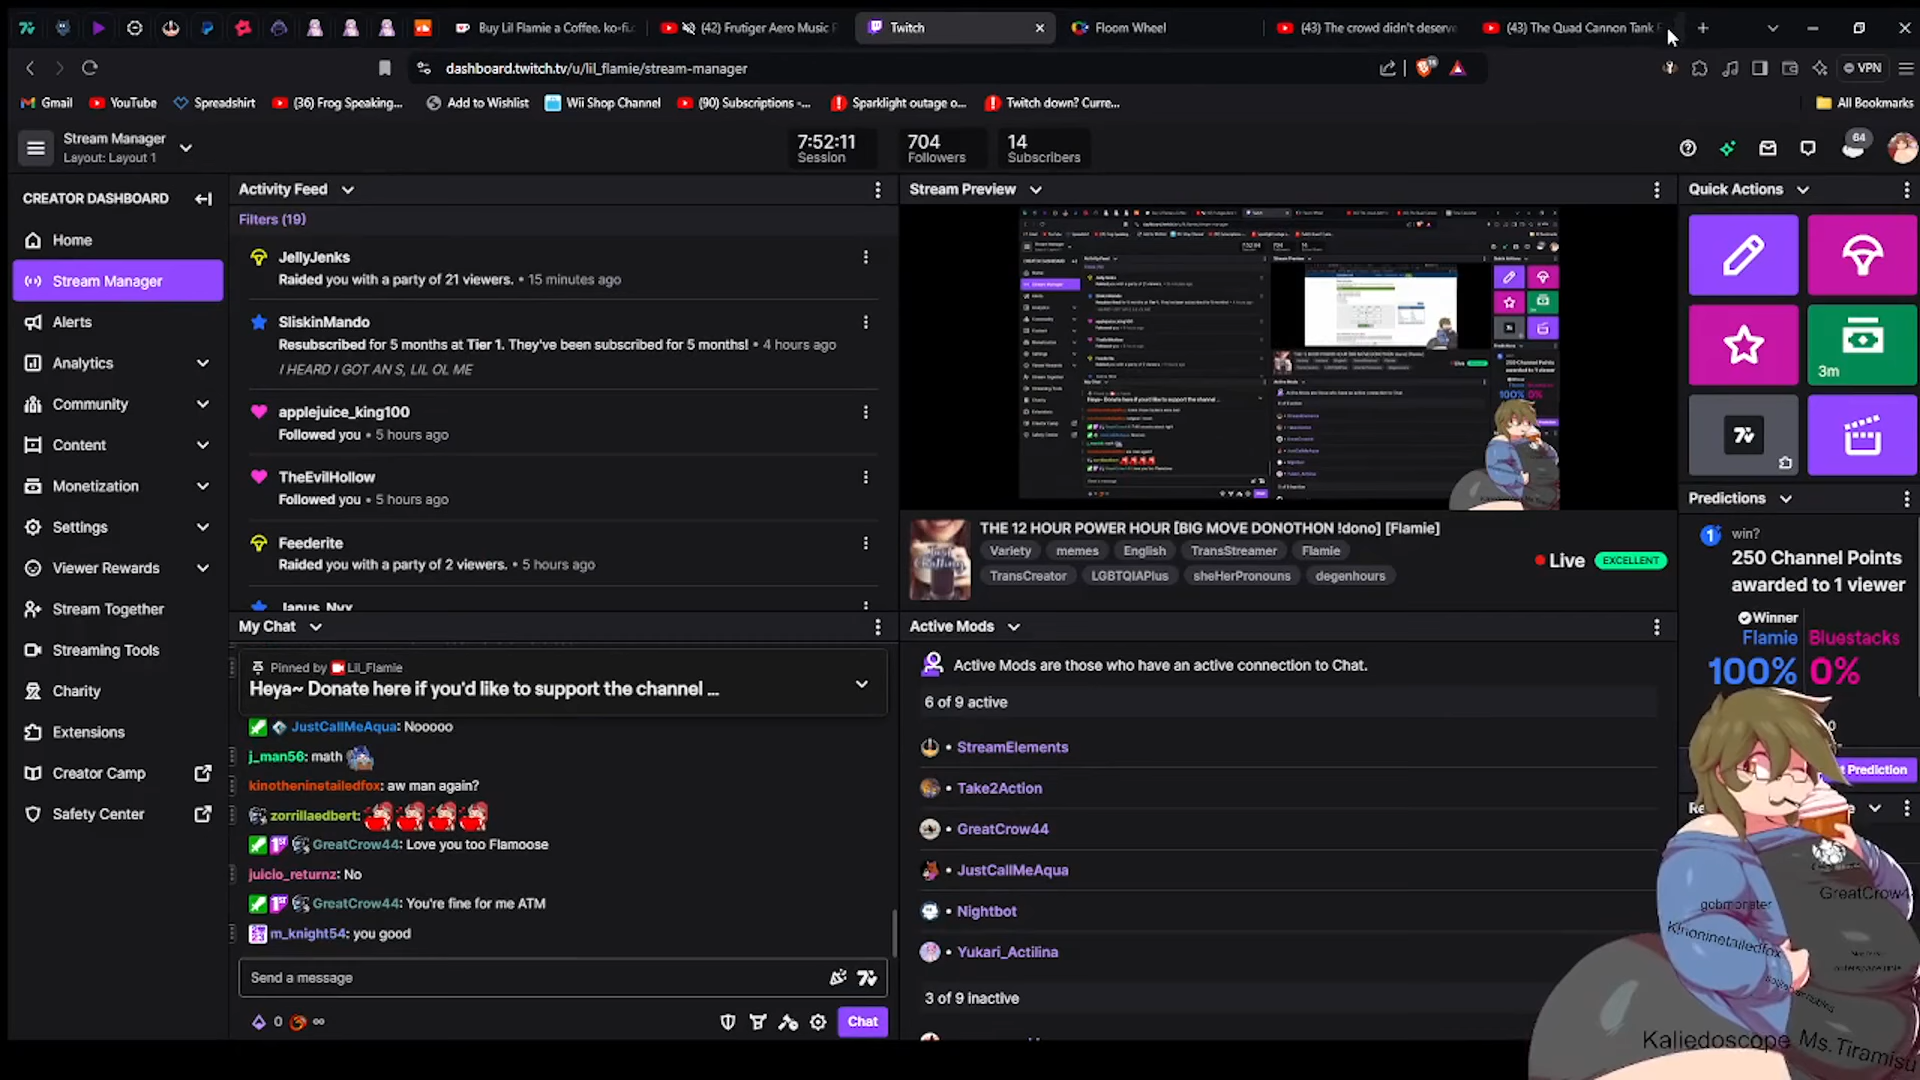 Buy Lil Flamie a Coffee. ko-fi.c
(42) Frutiger Aero Music P
Twitch
Floom Wheel
(43) The crowd didn't deserve
(43) The Quad Cannon Tank
dashboard.twitch.tv/u/lil_flamie/stream-manager
VPN
Gmail
YouTube
Spreadshirt
(36) Frog Speaking...
Add to Wishlist
Wii Shop Channel
(90) Subscriptions -...
Sparklight outage o...
Twitch down? Curre...
All Bookmarks
Stream Manager
Layout: Layout 1
7:52:11
Session
704
Followers
14
Subscribers
64
CREATOR DASHBOARD
Home
Stream Manager
Alerts
Analytics
Community
Content
Monetization
Settings
Viewer Rewards
Stream Together
Streaming Tools
Charity
Extensions
Creator Camp
Safety Center
Activity Feed
Filters (19)
JellyJenks
Raided you with a party of 21 viewers. • 15 minutes ago
SliskinMando
Resubscribed for 5 months at Tier 1. They've been subscribed for 5 months! • 4 hours ago
I HEARD I GOT AN S, LIL OL ME
applejuice_king100
Followed you • 5 hours ago
TheEvilHollow
Followed you • 5 hours ago
Feederite
Raided you with a party of 2 viewers. • 5 hours ago
Janus_Nyx
My Chat
Pinned by Lil_Flamie
Heya~ Donate here if you'd like to support the channel ...
JustCallMeAqua: Nooooo
j_man56: math
kinotheninetailedfox: aw man again?
zorrillaedbert:
GreatCrow44: Love you too Flamoose
juicio_returnz: No
GreatCrow44: You're fine for me ATM
m_knight54: you good
Send a message
0
∞
Chat
Stream Preview
THE 12 HOUR POWER HOUR [BIG MOVE DONOTHON !dono] [Flamie]
Variety
memes
English
TransStreamer
Flamie
TransCreator
LGBTQIAPlus
sheHerPronouns
degenhours
Live
EXCELLENT
Active Mods
Active Mods are those who have an active connection to Chat.
6 of 9 active
• StreamElements
• Take2Action
• GreatCrow44
• JustCallMeAqua
• Nightbot
• Yukari_Actilina
3 of 9 inactive
Quick Actions
3m
Predictions
win?
250 Channel Points
awarded to 1 viewer
Winner
Flamie
Bluestacks
100%
0%
t Prediction
GreatCrow4
gobmonster
Kinoninetailedfox
Kaliedoscope
Ms.Tiramisu